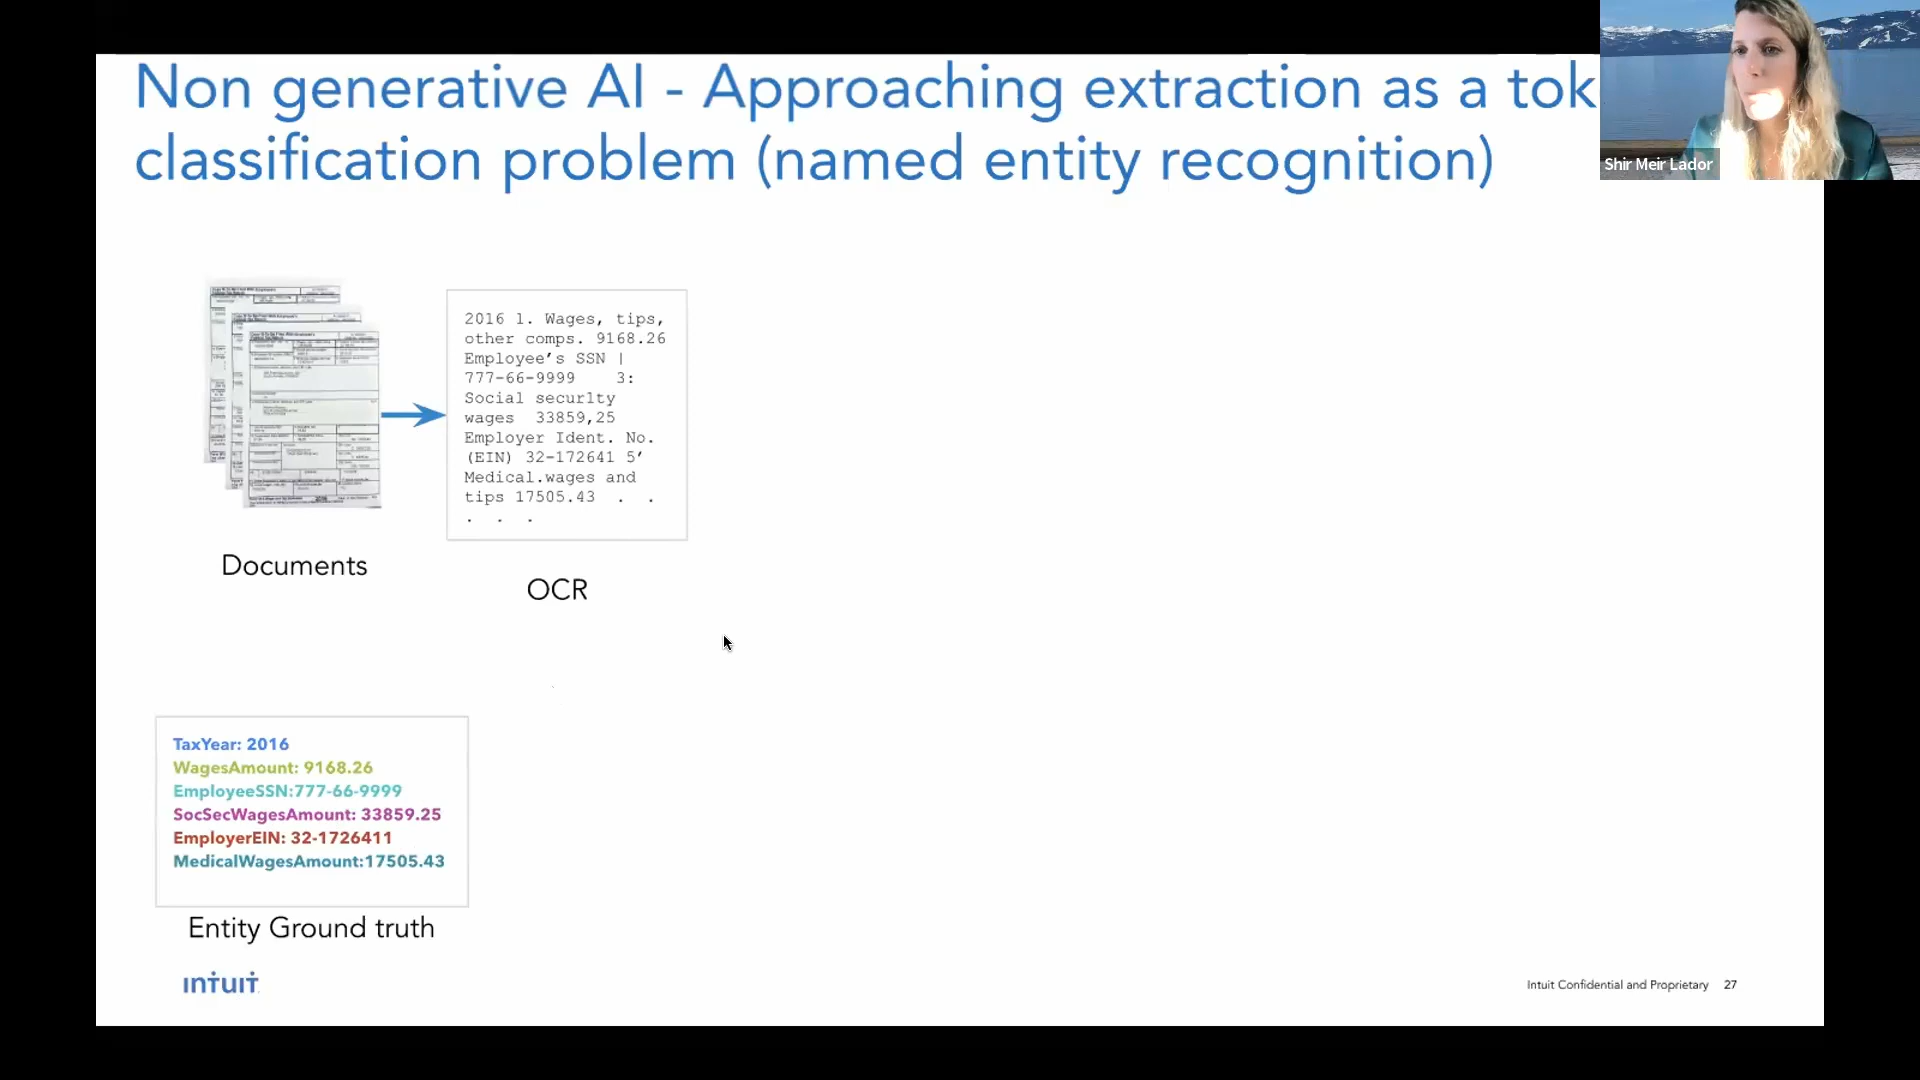 Non generative AI - Approaching extraction as a tok
classification problem (named entity recognition)
Shir Meir Lador
2016 1. Wages, tips,
other comps. 9168.26
Employee’s SSN |
777-66-9999 3:
Social securlty
wages 33859,25
Employer Ident. No.
(EIN) 32-172641 5’
Medical.wages and
tips 17505.43 . .
. . .
Documents
OCR
TaxYear: 2016
WagesAmount: 9168.26
EmployeeSSN:777-66-9999
SocSecWagesAmount: 33859.25
EmployerEIN: 32-1726411
MedicalWagesAmount:17505.43
Entity Ground truth
INTUIT
Intuit Confidential and Proprietary 27